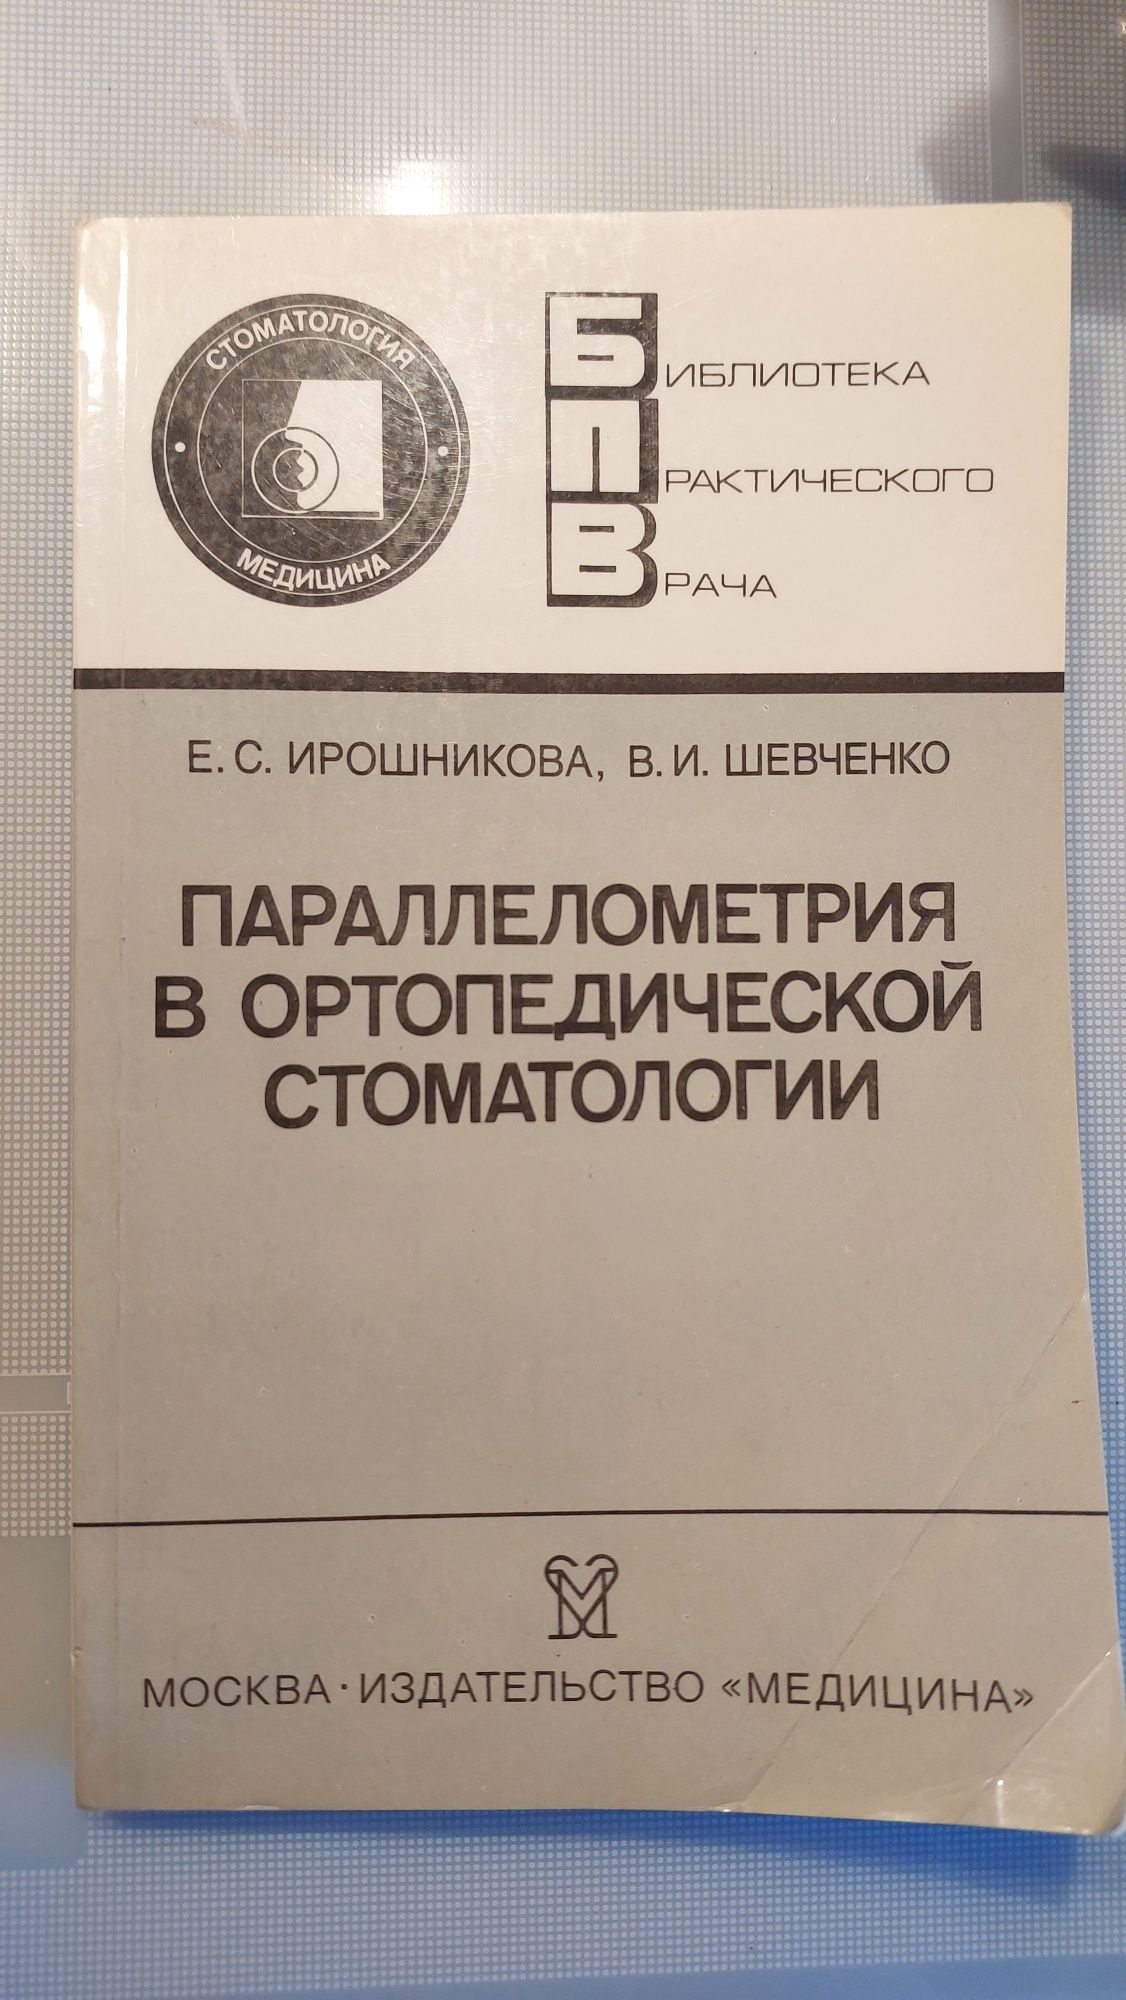 СТОМАТОЛОГИЯ
МЕДИЦИНА
БИБЛИОТЕКА
ПРАКТИЧЕСКОГО
ВРАЧА
Е. С. ИРОШНИКОВА, В. И. ШЕВЧЕНКО
ПАРАЛЛЕЛОМЕТРИЯ
В ОРТОПЕДИЧЕСКОЙ
СТОМАТОЛОГИИ
МОСКВА · ИЗДАТЕЛЬСТВО «МЕДИЦИНА»